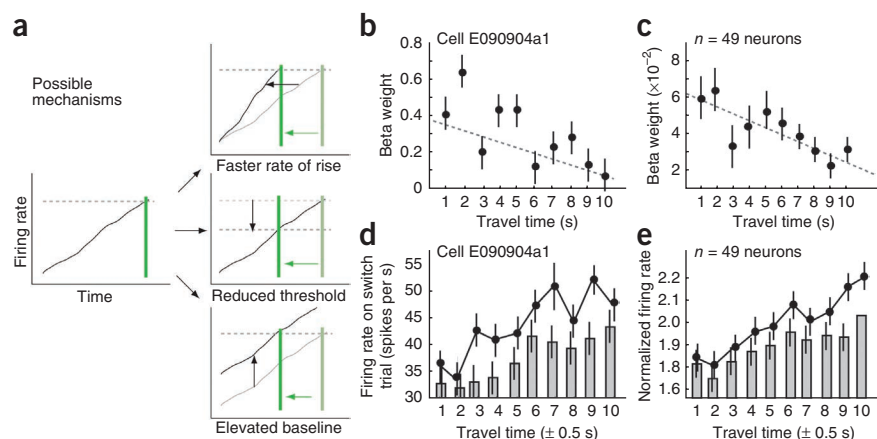 a
Possible
mechanisms
Firing rate
Time
Faster rate of rise
Reduced threshold
Elevated baseline
b
Cell E090904a1
Beta weight
0.8
0.6
0.4
0.2
0
1 2 3 4 5 6 7 8 9 10
Travel time (s)
c
n = 49 neurons
Beta weight (×10⁻²)
8
6
4
2
1 2 3 4 5 6 7 8 9 10
Travel time (s)
d
Cell E090904a1
Firing rate on switch
trial (spikes per s)
55
50
45
40
35
30
1 2 3 4 5 6 7 8 9 10
Travel time (± 0.5 s)
e
n = 49 neurons
Normalized firing rate
2.2
2.1
2.0
1.9
1.8
1.6
1 2 3 4 5 6 7 8 9 10
Travel time (± 0.5 s)